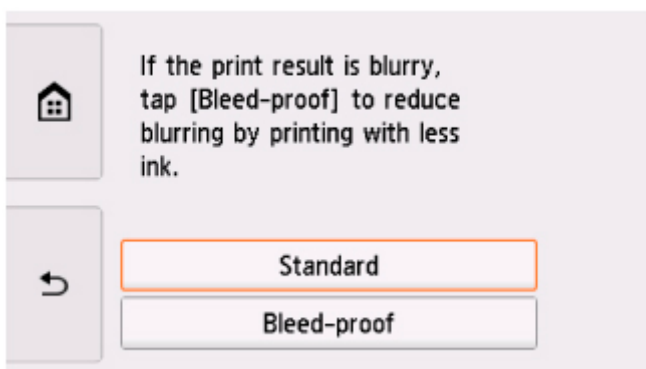 If the print result is blurry,
tap [Bleed-proof] to reduce
blurring by printing with less
ink.
Standard
Bleed-proof